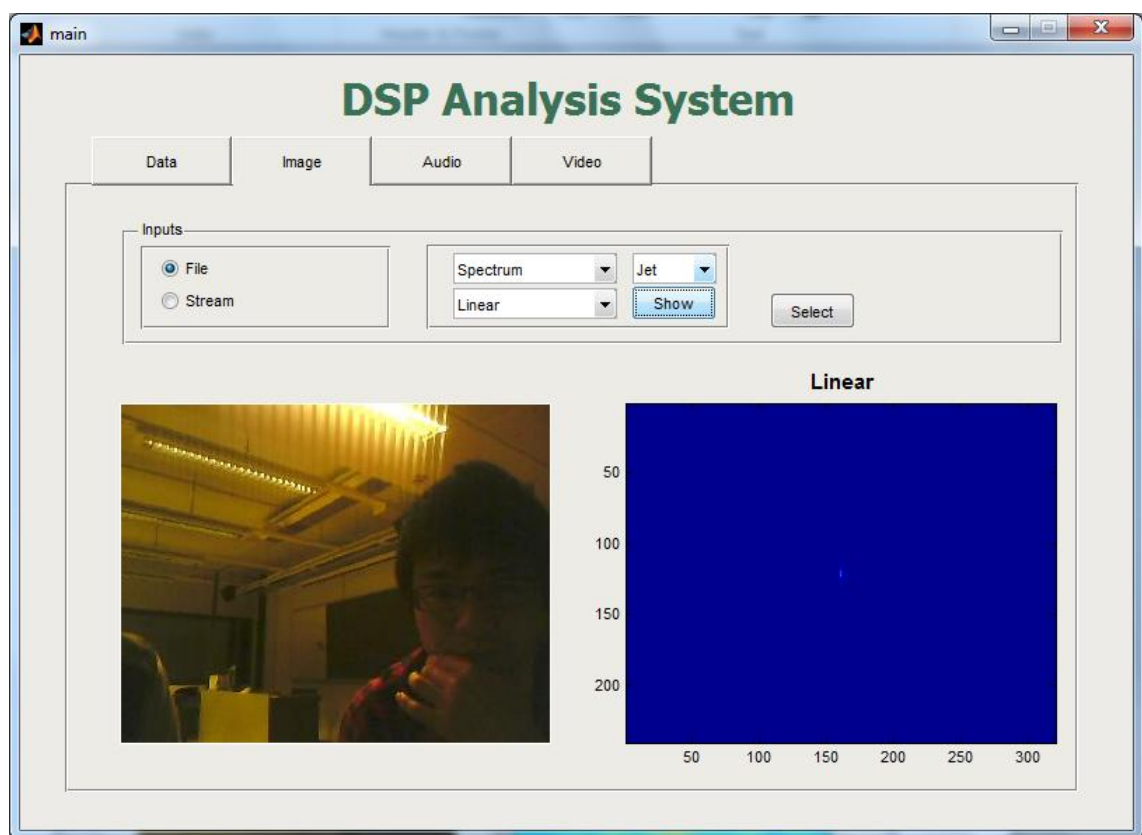 main
DSP Analysis System
Data Image Audio Video
Inputs
File
Stream
Spectrum Jet
Linear Show
Select
Linear
50
100
150
200
50 100 150 200 250 300